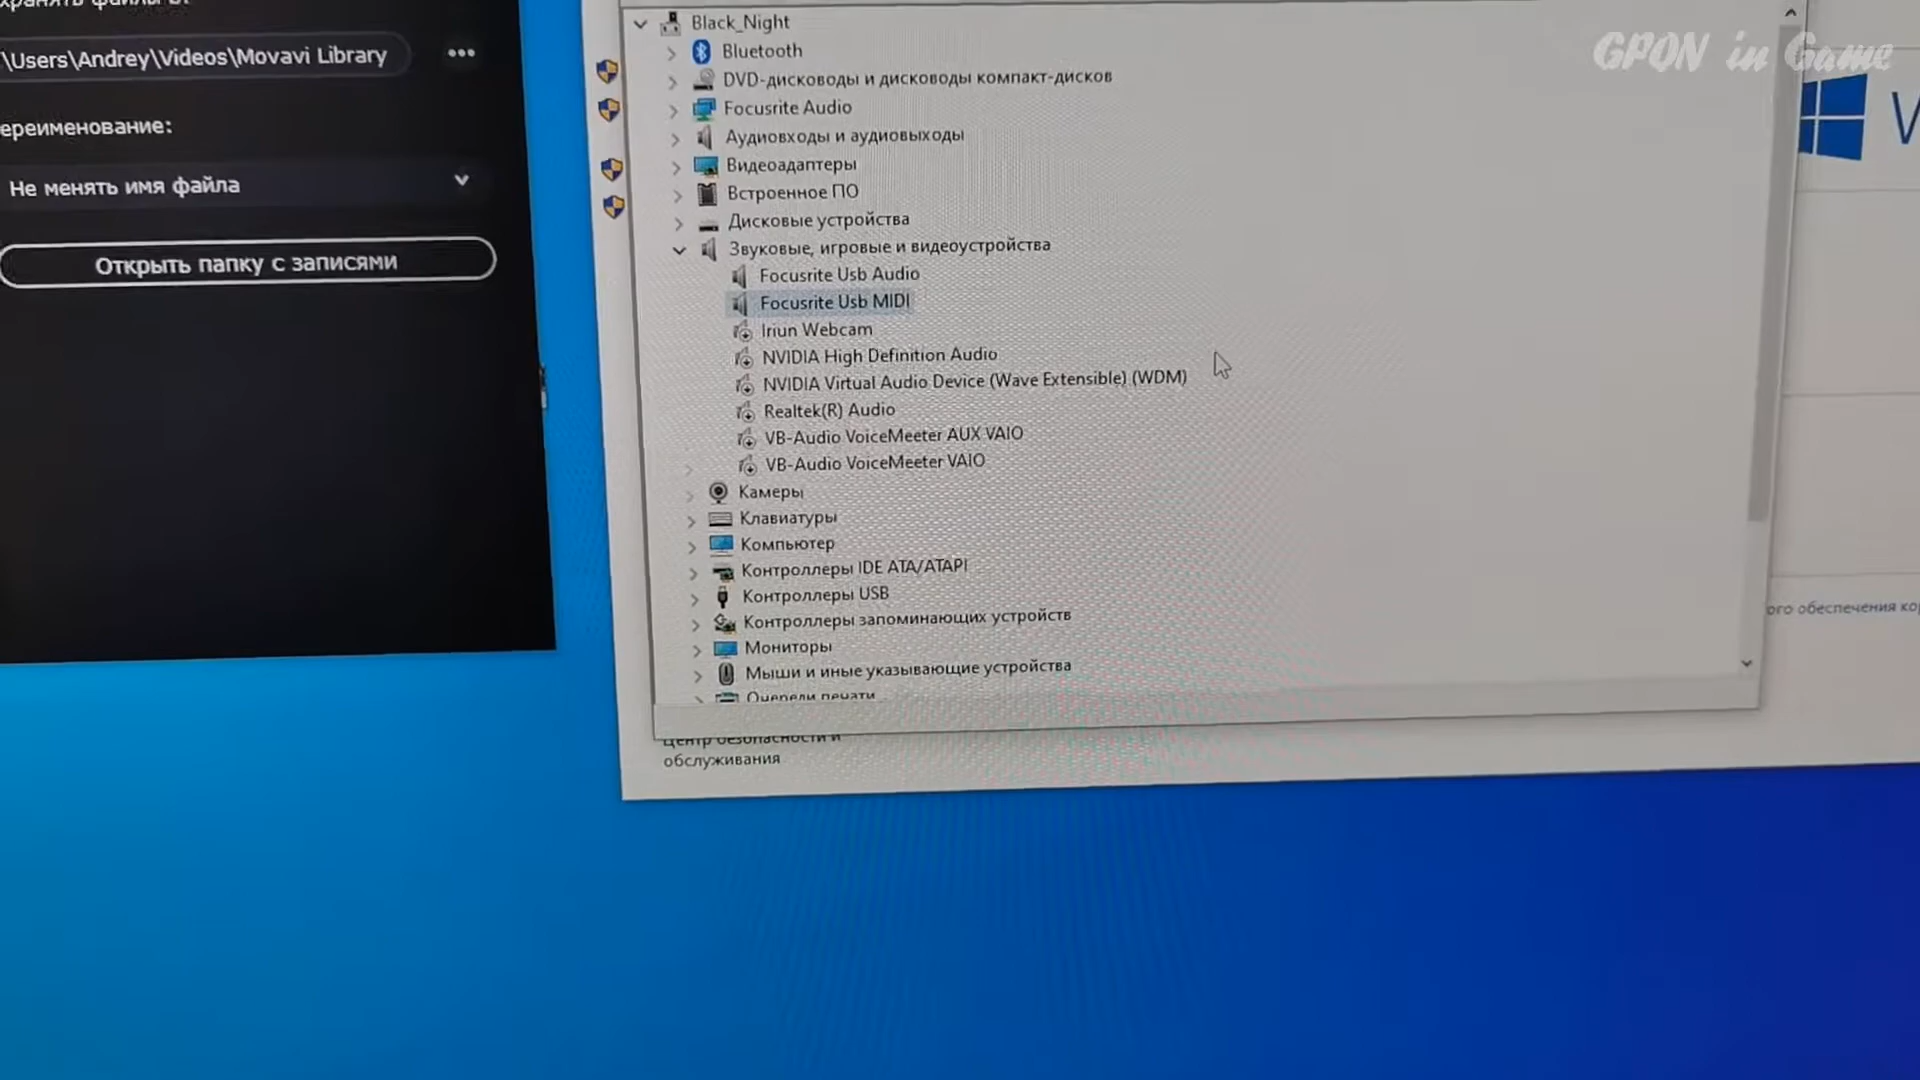 \Users\Andrey\Videos\Movavi Library
Не менять имя файла
Открыть папку с записями
Black_Night
Bluetooth
DVD-дисководы и дисководы компакт-дисков
Focusrite Audio
Аудиовходы и аудиовыходы
Видеоадаптеры
Встроенное ПО
Дисковые устройства
Звуковые, игровые и видеоустройства
Focusrite Usb Audio
Focusrite Usb MIDI
Iriun Webcam
NVIDIA High Definition Audio
NVIDIA Virtual Audio Device (Wave Extensible) (WDM)
Realtek(R) Audio
VB-Audio VoiceMeeter AUX VAIO
VB-Audio VoiceMeeter VAIO
Камеры
Клавиатуры
Компьютер
Контроллеры IDE ATA/ATAPI
Контроллеры USB
Контроллеры запоминающих устройств
Мониторы
Мыши и иные указывающие устройства
Очереди печати
Центр безопасности и
обслуживания
GPON in Game
обеспечения